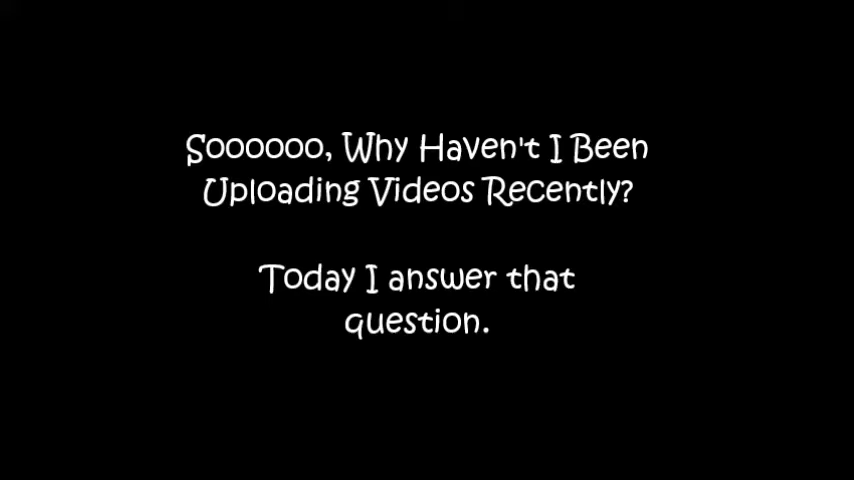 Soooooo, Why Haven't I Been
Uploading Videos Recently?
Today I answer that
question.